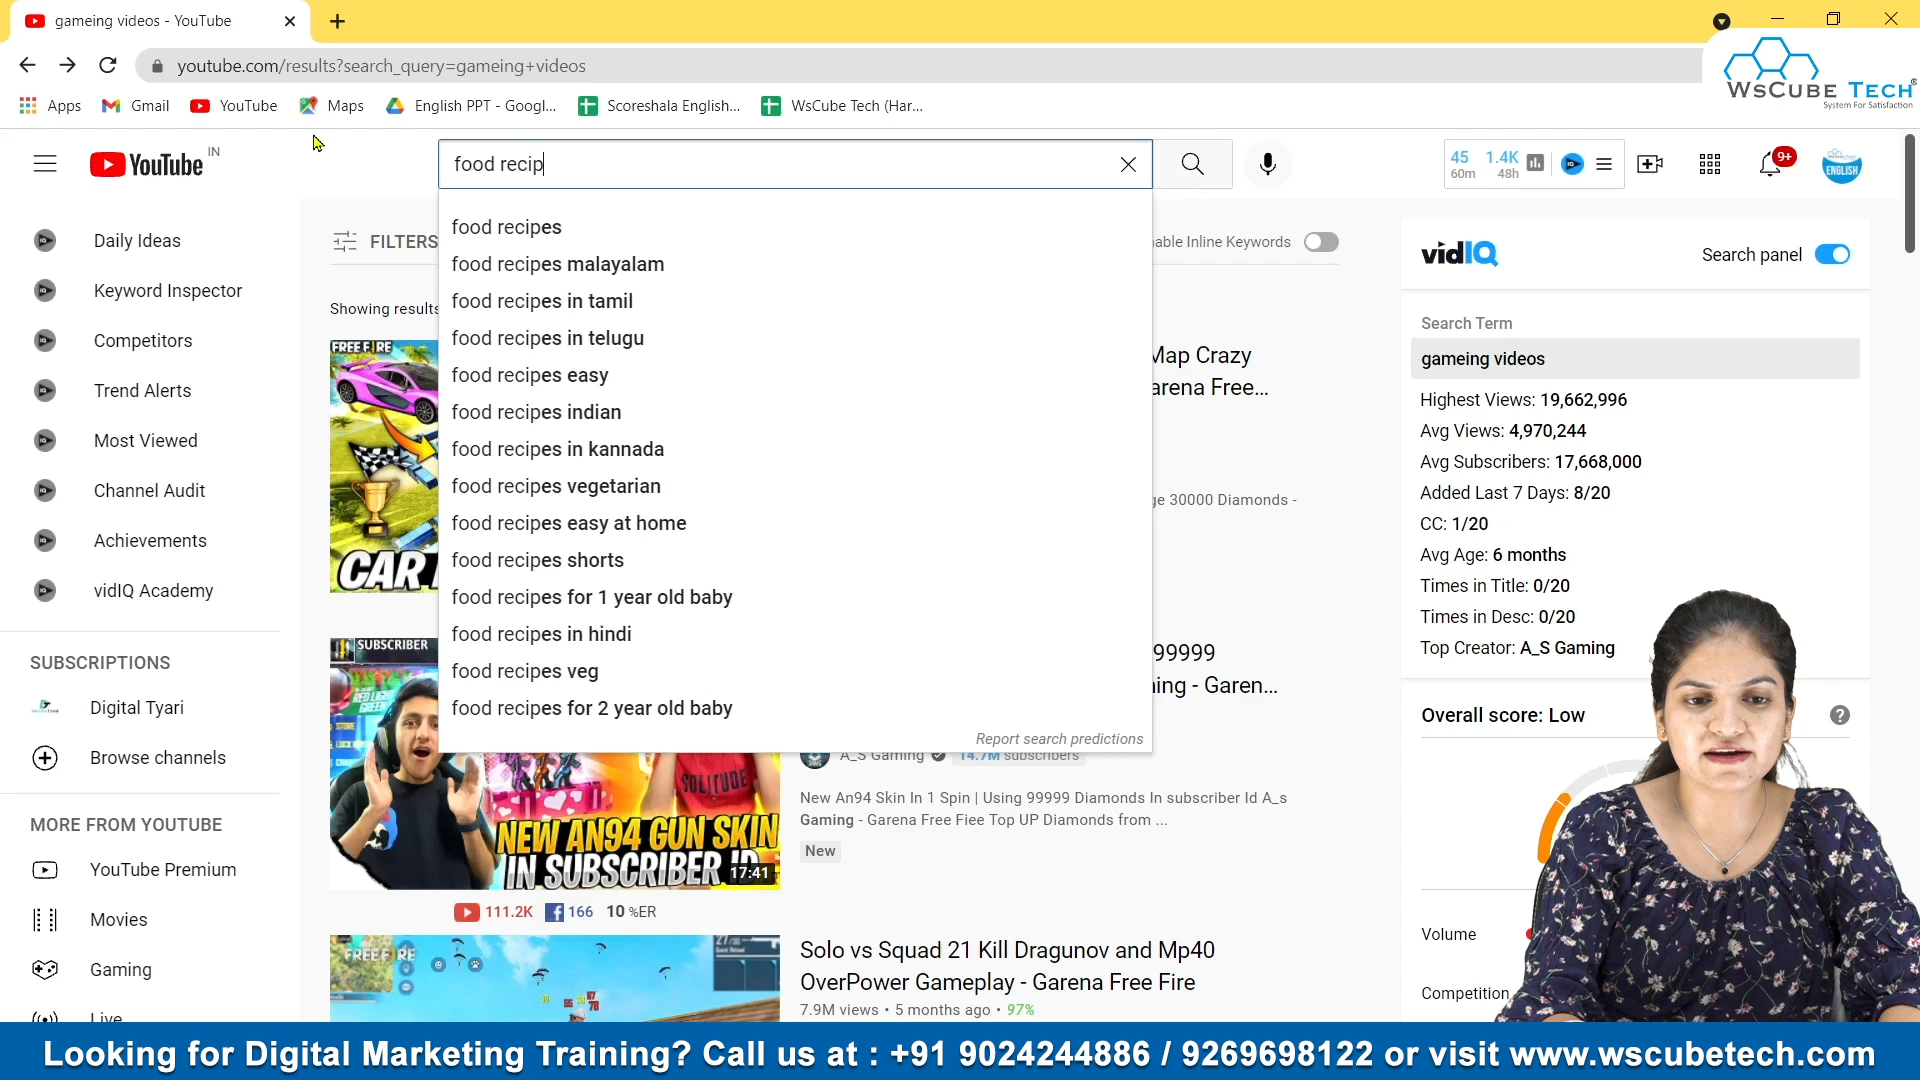 gameing videos - YouTube
youtube.com/results?search_query=gameing+videos
WsCube Tech®
System For Satisfaction
Apps
Gmail
YouTube
Maps
English PPT - Googl...
Scoreshala English...
WsCube Tech (Har...
YouTube IN
food recip
45 60m
1.4K 48h
9+
ENGLISH
Daily Ideas
Keyword Inspector
Competitors
Trend Alerts
Most Viewed
Channel Audit
Achievements
vidIQ Academy
SUBSCRIPTIONS
Digital Tyari
Browse channels
MORE FROM YOUTUBE
YouTube Premium
Movies
Gaming
Live
FILTERS
Showing results
food recipes
food recipes malayalam
food recipes in tamil
food recipes in telugu
food recipes easy
food recipes indian
food recipes in kannada
food recipes vegetarian
food recipes easy at home
food recipes shorts
food recipes for 1 year old baby
food recipes in hindi
food recipes veg
food recipes for 2 year old baby
Report search predictions
Inline Keywords
FREE FIRE
CAR
Map Crazy
Free...
30000 Diamonds -
SUBSCRIBER
99999
- Garen...
SOLITUDE
NEW AN94 GUN SKIN
IN SUBSCRIBER ID
17:41
A_S Gaming
14.7M subscribers
New An94 Skin In 1 Spin | Using 99999 Diamonds In subscriber Id A_s
Gaming - Garena Free Fiee Top UP Diamonds from ...
New
111.2K
166
10 %ER
FREE FIRE
Solo vs Squad 21 Kill Dragunov and Mp40
OverPower Gameplay - Garena Free Fire
7.9M views • 5 months ago • 97%
vidIQ
Search panel
Search Term
gameing videos
Highest Views: 19,662,996
Avg Views: 4,970,244
Avg Subscribers: 17,668,000
Added Last 7 Days: 8/20
CC: 1/20
Avg Age: 6 months
Times in Title: 0/20
Times in Desc: 0/20
Top Creator: A_S Gaming
Overall score: Low
Volume
Competition
Looking for Digital Marketing Training? Call us at : +91 9024244886 / 9269698122 or visit www.wscubetech.com